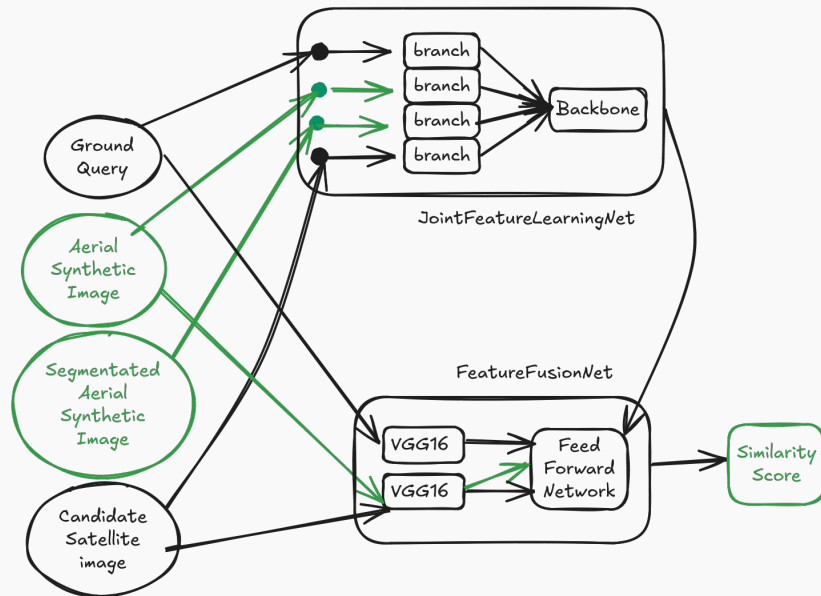 branch
branch
branch
branch
Backbone
JointFeatureLearningNet
Ground
Query
Aerial
Synthetic
Image
Segmentated
Aerial
Synthetic
Image
Candidate
Satellite
image
FeatureFusionNet
VGG16
VGG16
Feed
Forward
Network
Similarity
Score